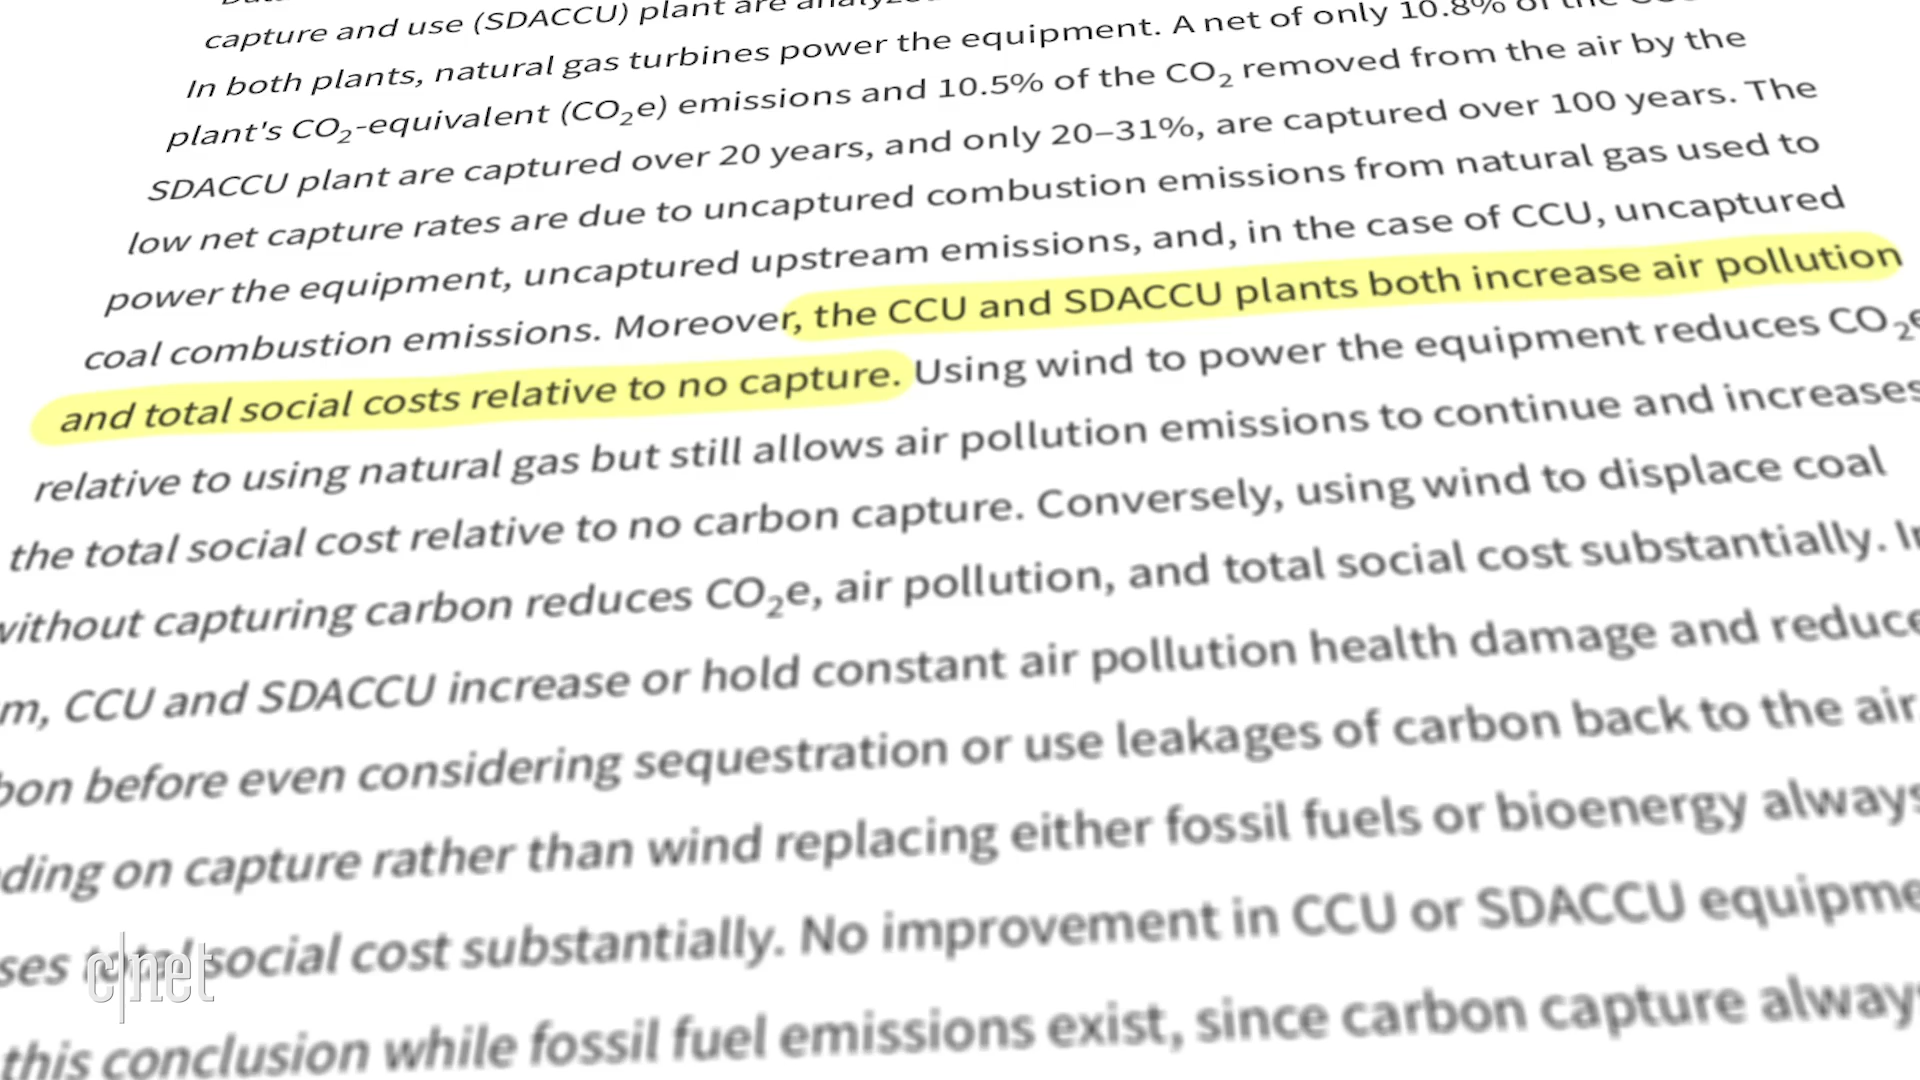 capture and use (SDACCU) plant are
In both plants, natural gas turbines power the equipment. A net of only 10.8% of the
plant's CO₂-equivalent (CO₂e) emissions and 10.5% of the CO₂ removed from the air by the
SDACCU plant are captured over 20 years, and only 20–31%, are captured over 100 years. The
low net capture rates are due to uncaptured combustion emissions from natural gas used to
power the equipment, uncaptured upstream emissions, and, in the case of CCU, uncaptured
coal combustion emissions. Moreover, the CCU and SDACCU plants both increase air pollution
and total social costs relative to no capture. Using wind to power the equipment reduces CO₂e
relative to using natural gas but still allows air pollution emissions to continue and increases
the total social cost relative to no carbon capture. Conversely, using wind to displace coal
without capturing carbon reduces CO₂e, air pollution, and total social cost substantially. In
m, CCU and SDACCU increase or hold constant air pollution health damage and reduce
bon before even considering sequestration or use leakages of carbon back to the air
ding on capture rather than wind replacing either fossil fuels or bioenergy always
ses total social cost substantially. No improvement in CCU or SDACCU equipme
this conclusion while fossil fuel emissions exist, since carbon capture always
c|net